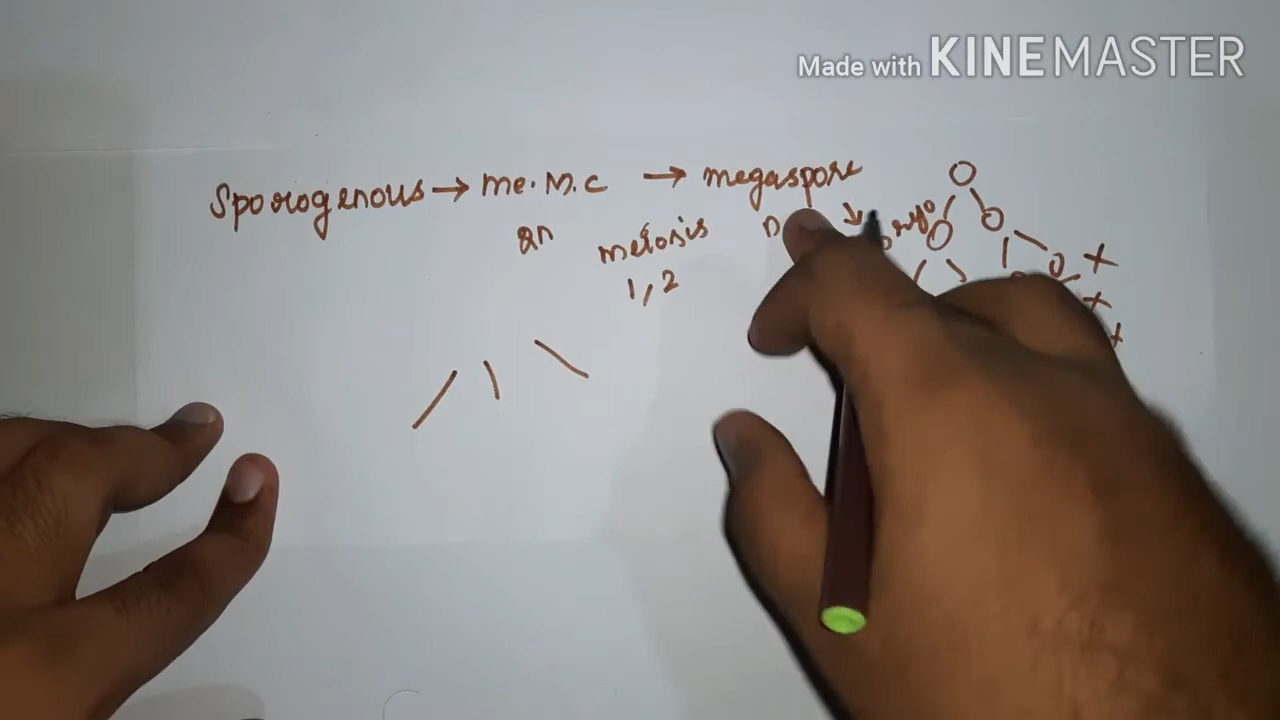 Made with KINEMASTER
Sporogenous → me.M.c → megaspore
2n meiosis n
1, 2